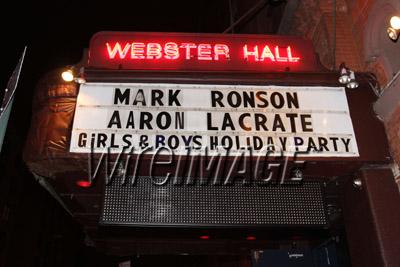 WEBSTER HALL
MARK RONSON
AARON LACRATE
GiRLS & BOYS HOLiDAY PARTY
WireIMAGE